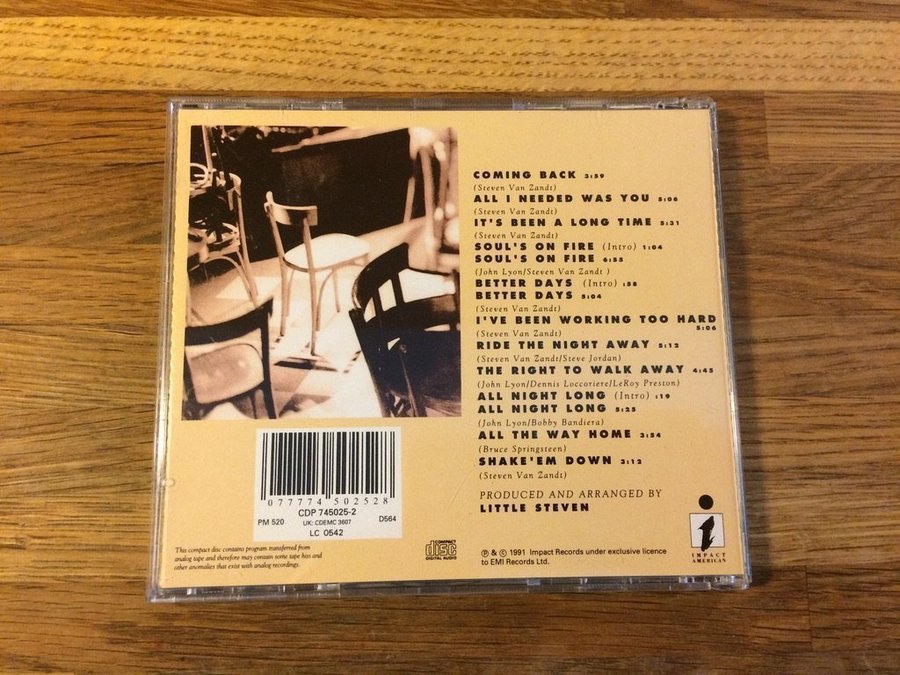 COMING BACK 3:59
(Steven Van Zandt)
ALL I NEEDED WAS YOU 5:06
(Steven Van Zandt)
IT'S BEEN A LONG TIME 5:31
(Steven Van Zandt)
SOUL'S ON FIRE (Intro) 1:04
SOUL'S ON FIRE 6:55
(John Lyon/Steven Van Zandt )
BETTER DAYS (Intro) :58
BETTER DAYS 5:04
(Steven Van Zandt)
I'VE BEEN WORKING TOO HARD
5:06
(Steven Van Zandt)
RIDE THE NIGHT AWAY 5:12
(Steven Van Zandt/Steve Jordan)
THE RIGHT TO WALK AWAY 4:45
(John Lyon/Dennis Loccoriere/LeRoy Preston)
ALL NIGHT LONG (Intro) :19
ALL NIGHT LONG 5:25
(John Lyon/Bobby Bandiera)
ALL THE WAY HOME 3:54
(Bruce Springsteen)
SHAKE'EM DOWN 3:12
(Steven Van Zandt)
PRODUCED AND ARRANGED BY
LITTLE STEVEN
0 77774 50252 8
CDP 745025-2
PM 520 UK: CDEMC 3607 D564
LC 0542
This compact disc contains program transferred from
analog tape and therefore may contain some tape hiss and
other anomalies that exist with analog recordings.
COMPACT
disc
DIGITAL AUDIO
℗ & © 1991 Impact Records under exclusive licence
to EMI Records Ltd.
i
IMPACT
AMERICAN